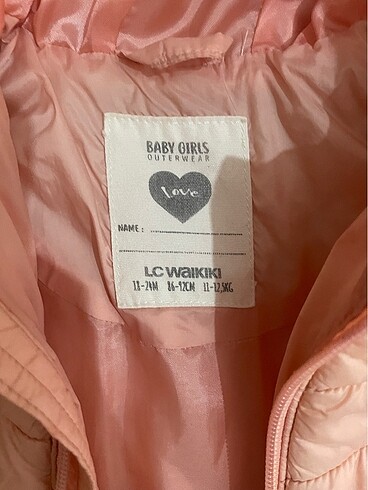 BABY GIRLS
OUTERWEAR
Love
NAME:
LC WAIKIKI
18-24M 86-92CM 11-12,5KG